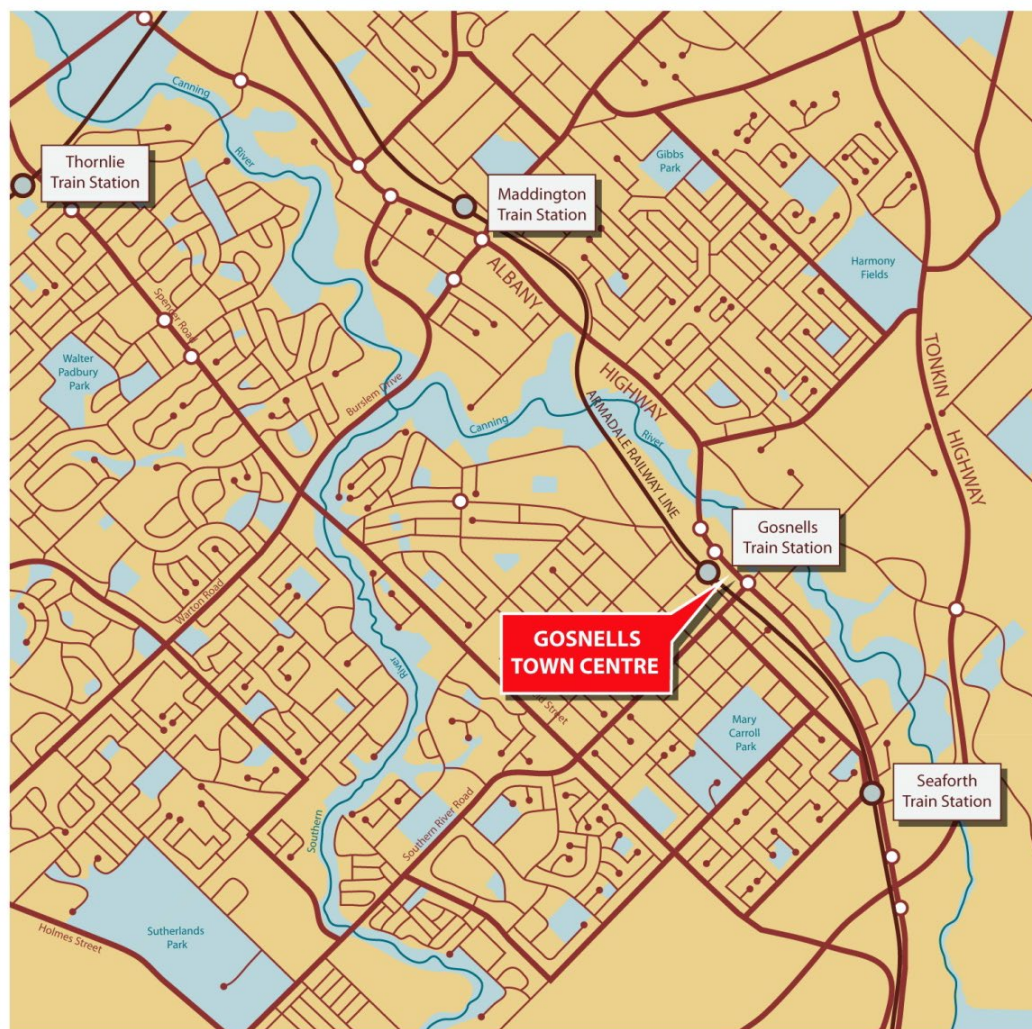 Canning
River
Thornlie
Train Station
Maddington
Train Station
Gibbs
Park
Harmony
Fields
ALBANY
HIGHWAY
Spencer Road
Walter
Padbury
Park
Burslem Drive
Canning
River
ARMADALE RAILWAY LINE
TONKIN
HIGHWAY
Gosnells
Train Station
GOSNELLS
TOWN CENTRE
Warton Road
River
Street
Mary
Carroll
Park
Seaforth
Train Station
Southern River Road
Southern
Holmes Street
Sutherlands
Park